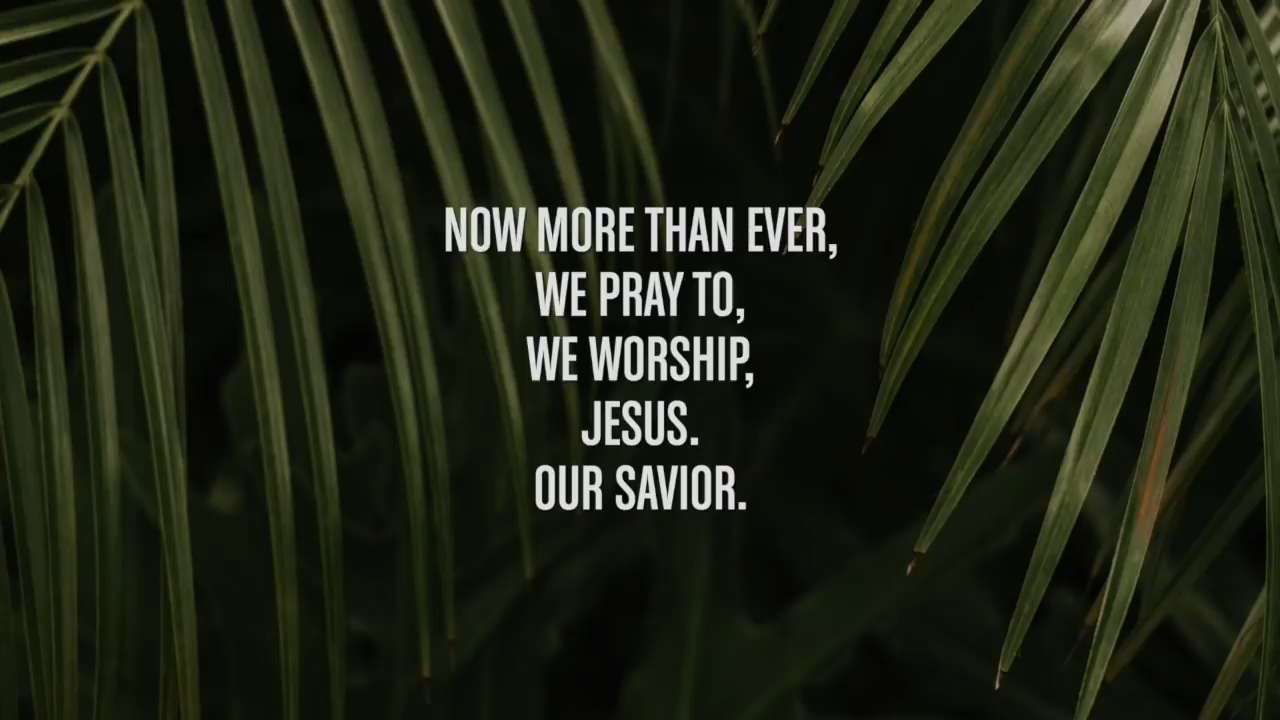 NOW MORE THAN EVER,
WE PRAY TO,
WE WORSHIP,
JESUS.
OUR SAVIOR.